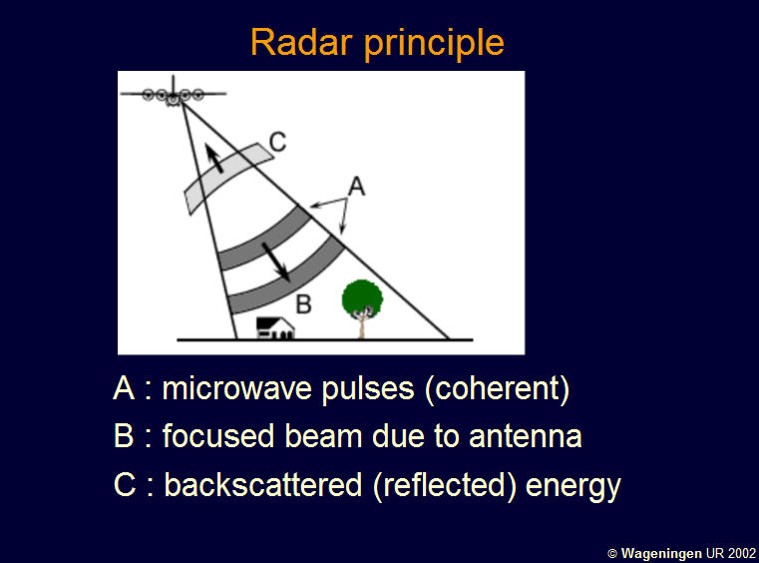 Radar principle
C
A
B
A : microwave pulses (coherent)
B : focused beam due to antenna
C : backscattered (reflected) energy
© Wageningen UR 2002